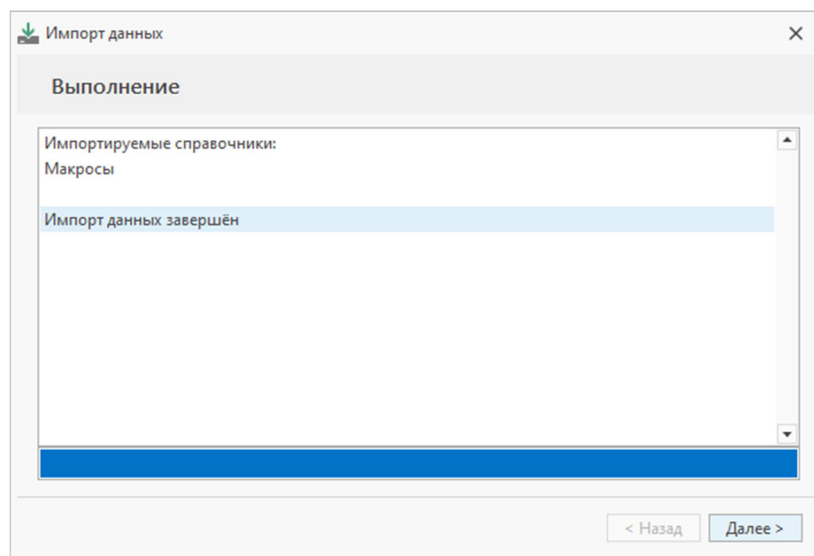 Импорт данных
Выполнение
Импортируемые справочники:
Макросы
Импорт данных завершён
< Назад
Далее >